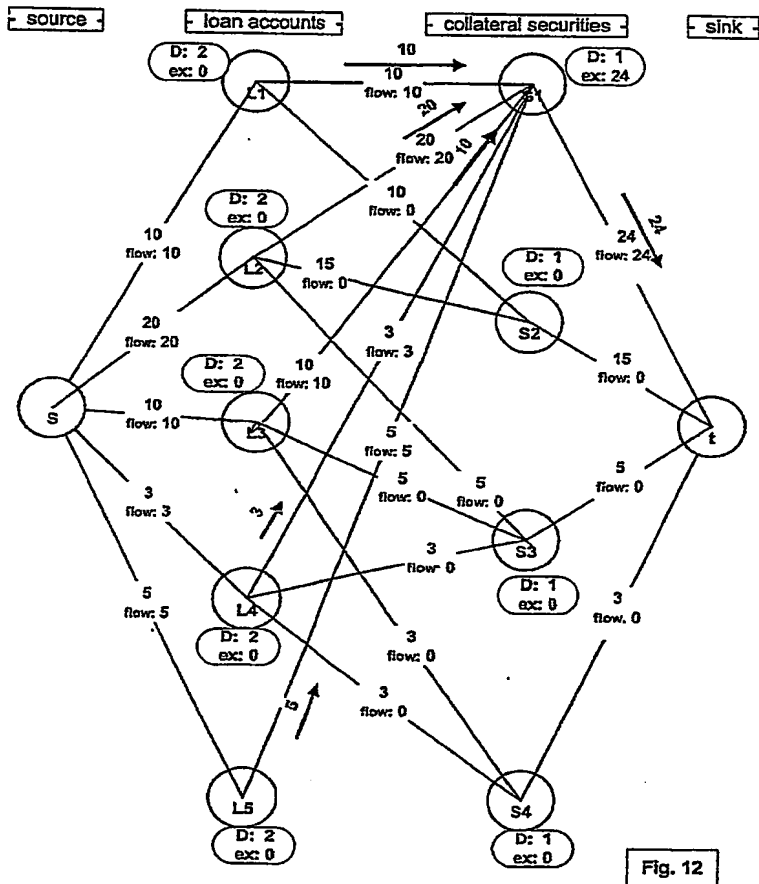 source loan accounts collateral securities sink
D: 2
ex: 0
L1
10
10
flow: 10
D: 1
ex: 24
S1
20
20
flow: 20
10
D: 2
ex: 0
L2
10
flow: 0
24
24
flow: 24
10
flow: 10
15
flow: 0
D: 1
ex: 0
S2
20
flow: 20
3
flow: 3
15
flow: 0
D: 2
ex: 0
L3
10
flow: 10
S
10
flow: 10
t
5
flow: 5
5
flow: 0
5
flow: 0
5
flow: 0
3
flow: 3
3
3
flow: 0
S3
D: 1
ex: 0
5
flow: 5
L4
D: 2
ex: 0
3
flow: 0
3
flow: 0
3
flow. 0
5
L5
D: 2
ex: 0
S4
D: 1
ex: 0
Fig. 12